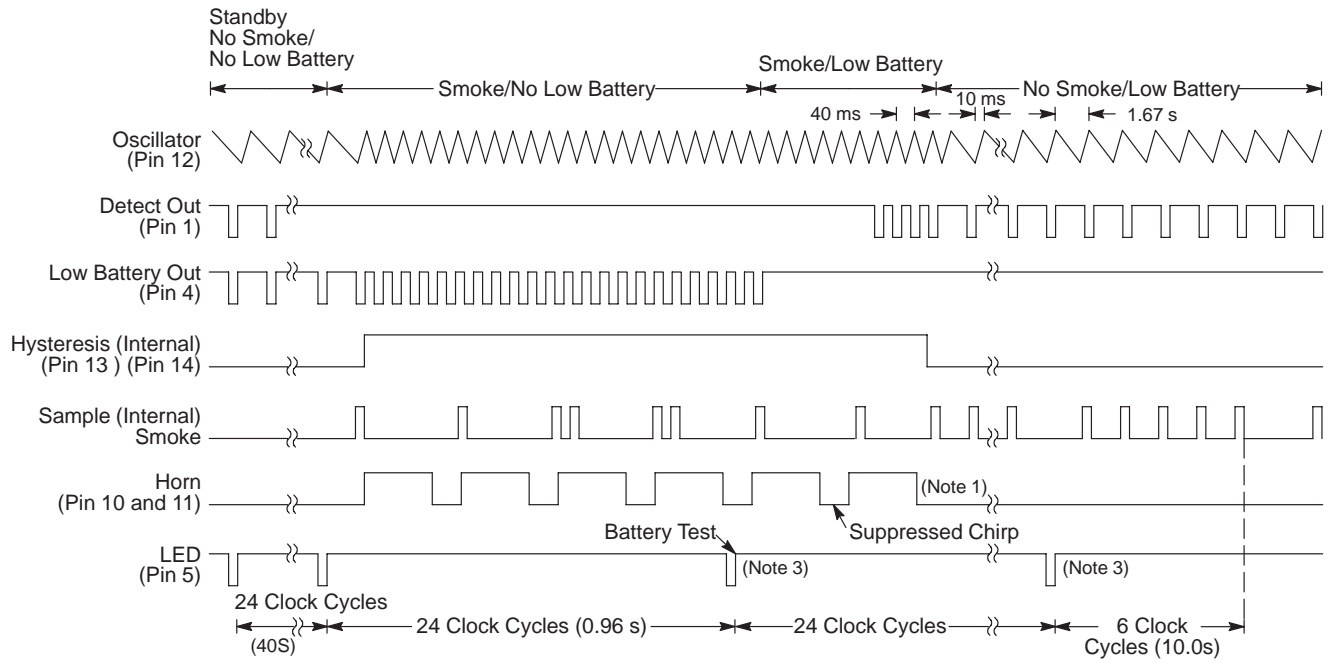 Standby
No Smoke/
No Low Battery
Smoke/No Low Battery
Smoke/Low Battery
No Smoke/Low Battery
40 ms
10 ms
1.67 s
Oscillator
(Pin 12)
Detect Out
(Pin 1)
Low Battery Out
(Pin 4)
Hysteresis (Internal)
(Pin 13 ) (Pin 14)
Sample (Internal)
Smoke
Horn
(Pin 10 and 11)
(Note 1)
Suppressed Chirp
Battery Test
LED
(Pin 5)
(Note 3)
(Note 3)
24 Clock Cycles
(40S)
24 Clock Cycles (0.96 s)
24 Clock Cycles
6 Clock
Cycles (10.0s)